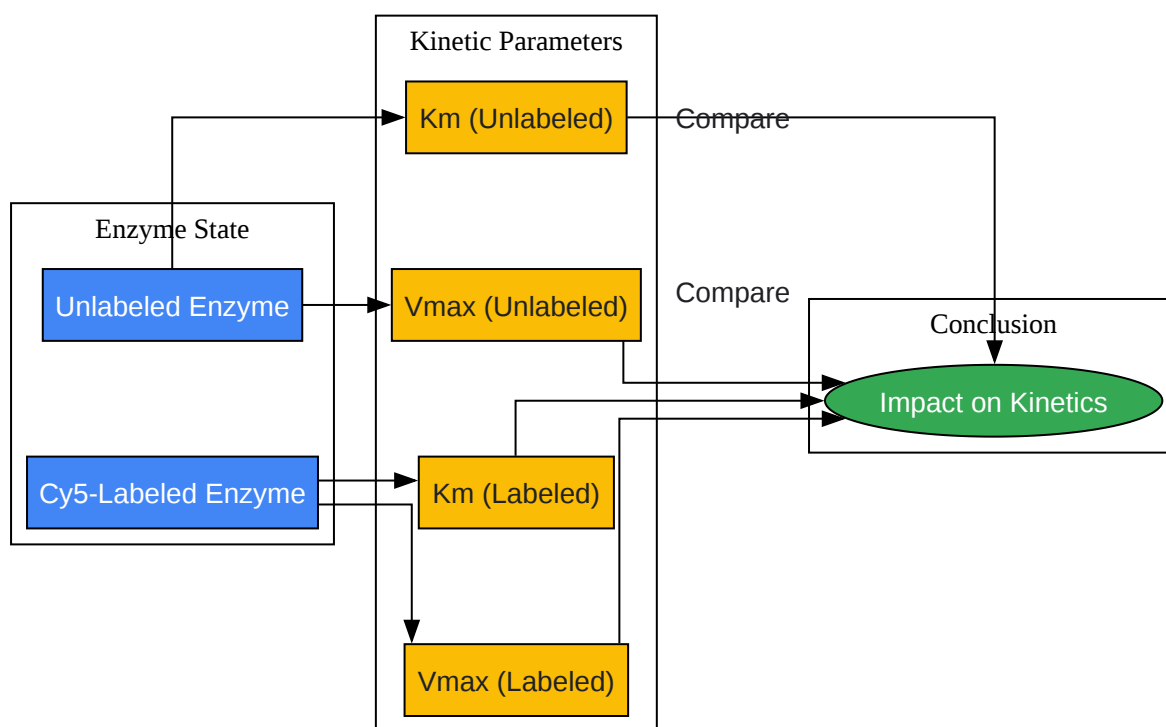 Kinetic Parameters
Km (Unlabeled)
Compare
Enzyme State
Unlabeled Enzyme
Vmax (Unlabeled)
Compare
Conclusion
Impact on Kinetics
Cy5-Labeled Enzyme
Km (Labeled)
Vmax (Labeled)